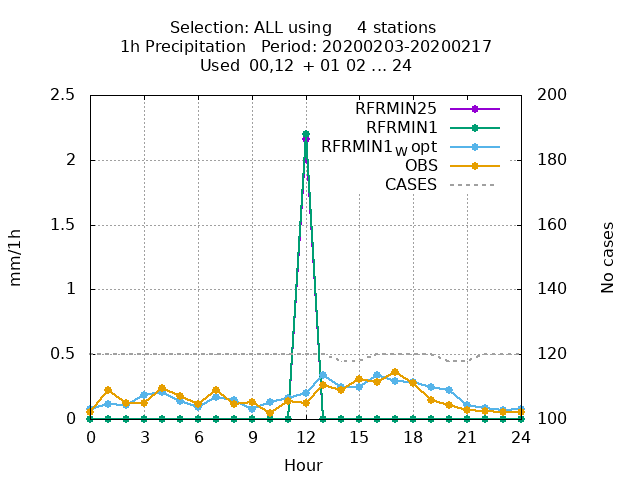 Selection: ALL using     4 stations
1h Precipitation   Period: 20200203-20200217
Used  00,12  + 01 02 ... 24
2.5
2
1.5
1
0.5
0
mm/1h
RFRMIN25
RFRMIN1
RFRMIN1w opt
OBS
CASES
200
180
160
140
120
100
No cases
0 3 6 9 12 15 18 21 24
Hour